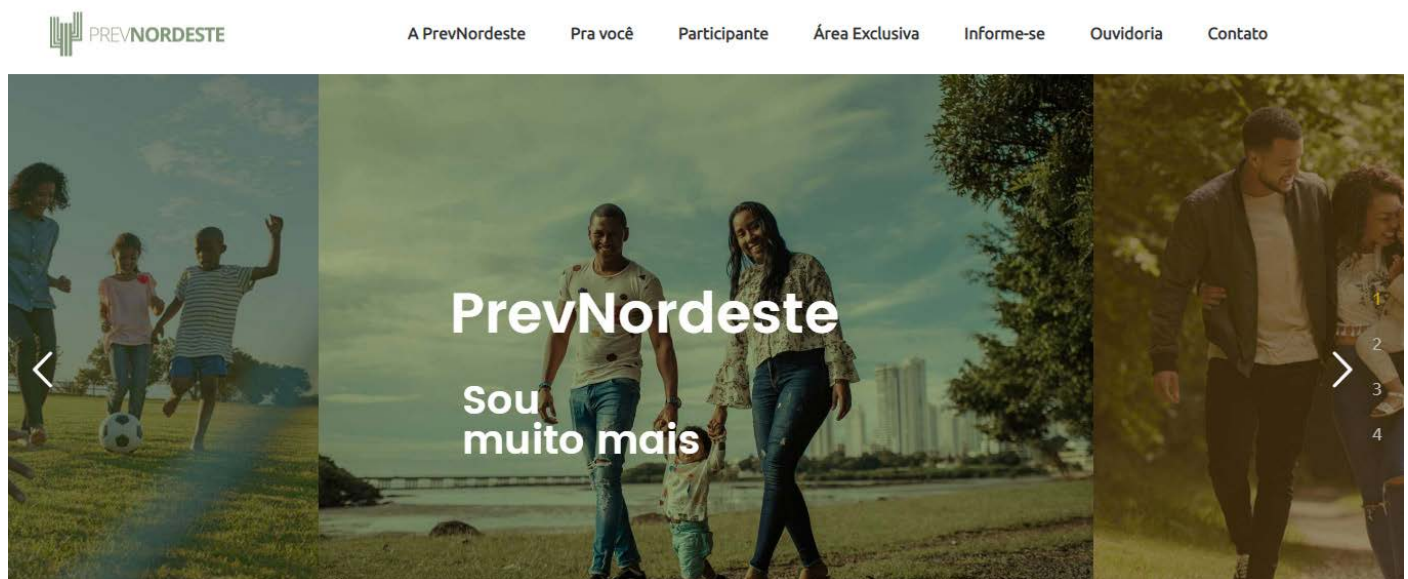 PREVNORDESTE
A PrevNordeste Pra você Participante Área Exclusiva Informe-se Ouvidoria Contato
PrevNordeste
Sou
muito mais
1
2
3
4